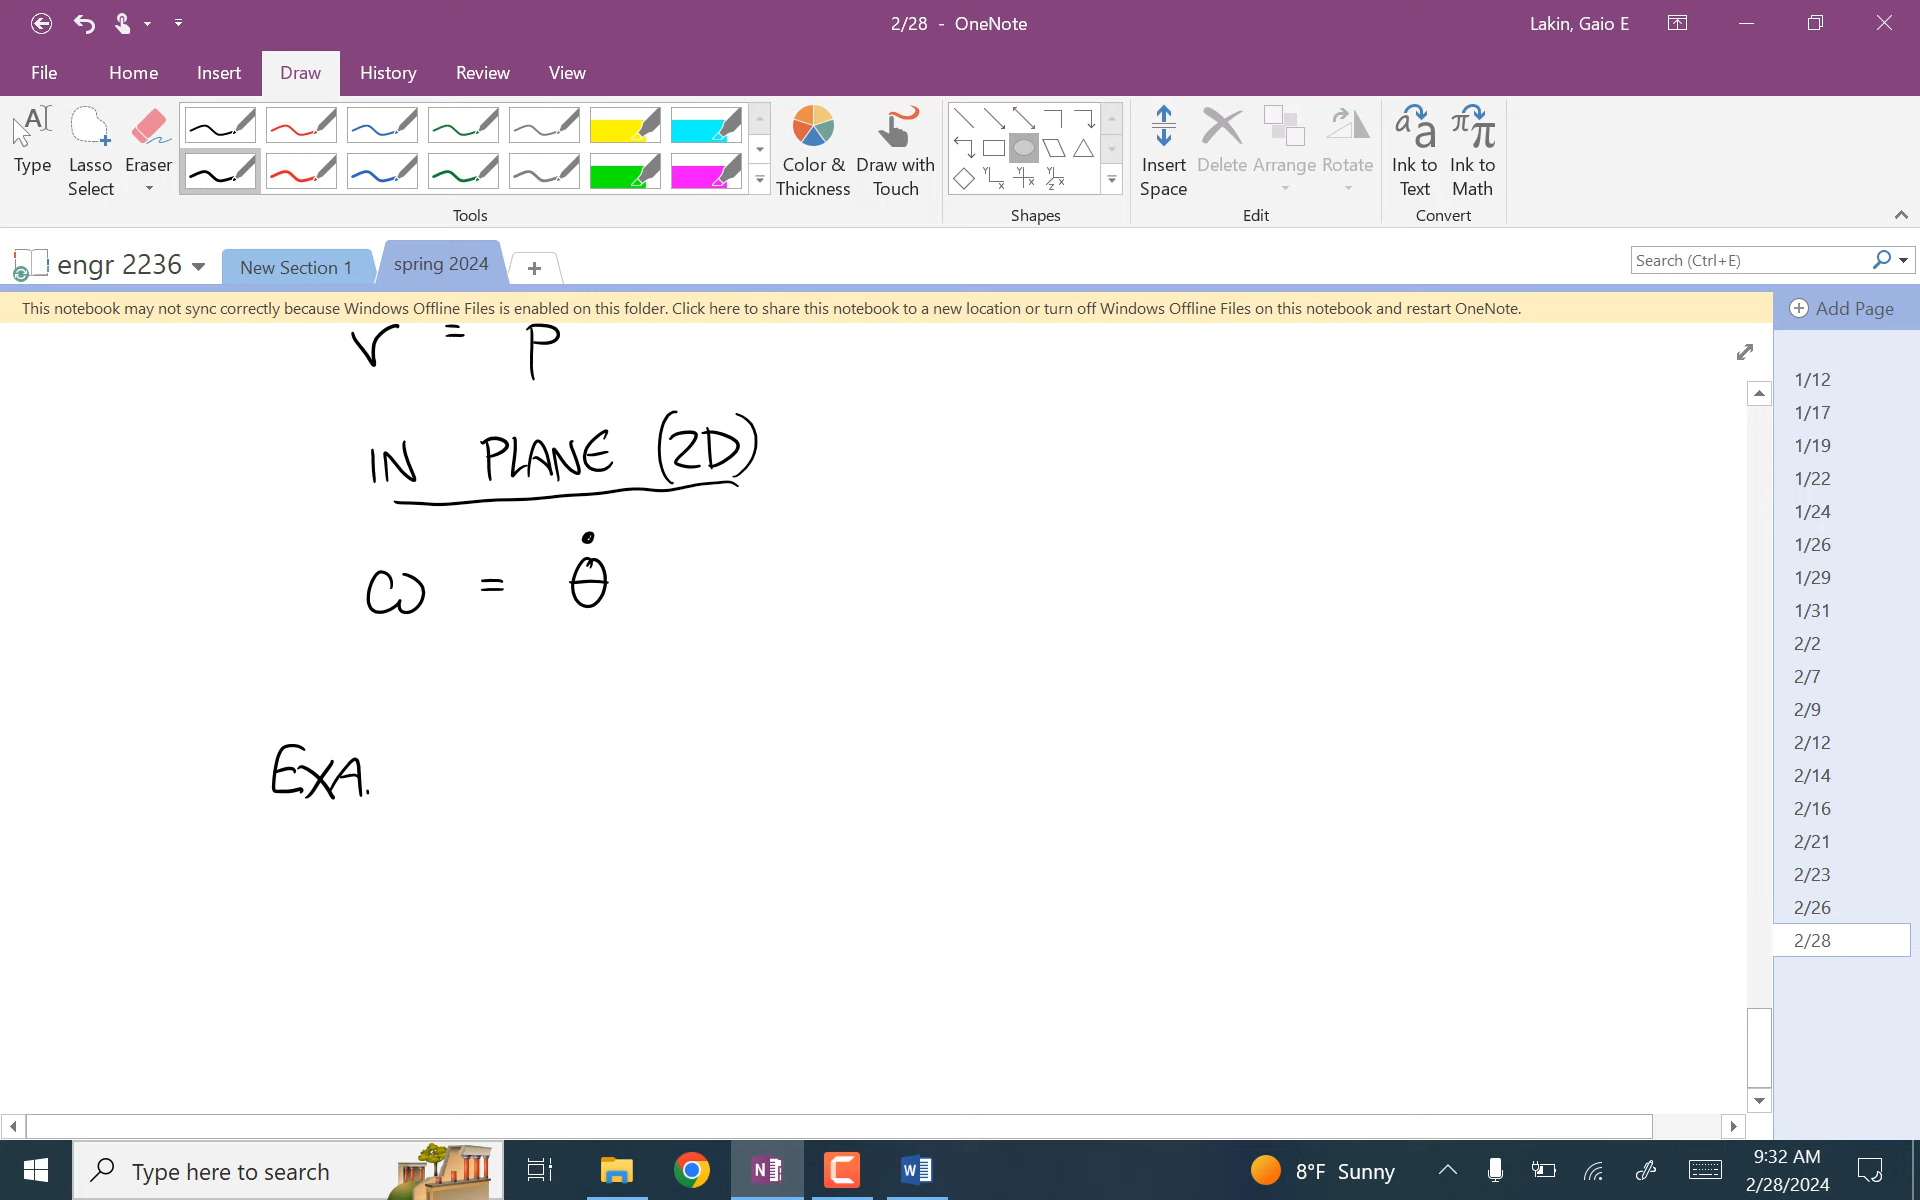 2/28 - OneNote
Lakin, Gaio E
File Home Insert Draw History Review View
Type
Lasso Select
Eraser
Color & Thickness
Draw with Touch
Insert Space
Delete
Arrange
Rotate
Ink to Text
Ink to Math
Tools
Shapes
Edit
Convert
engr 2236
New Section 1
spring 2024
Search (Ctrl+E)
This notebook may not sync correctly because Windows Offline Files is enabled on this folder. Click here to share this notebook to a new location or turn off Windows Offline Files on this notebook and restart OneNote.
Add Page
IN PLANE (2D)
ω = θ̇
EXA.
1/12
1/17
1/19
1/22
1/24
1/26
1/29
1/31
2/2
2/7
2/9
2/12
2/14
2/16
2/21
2/23
2/26
2/28
Type here to search
8°F Sunny
9:32 AM
2/28/2024